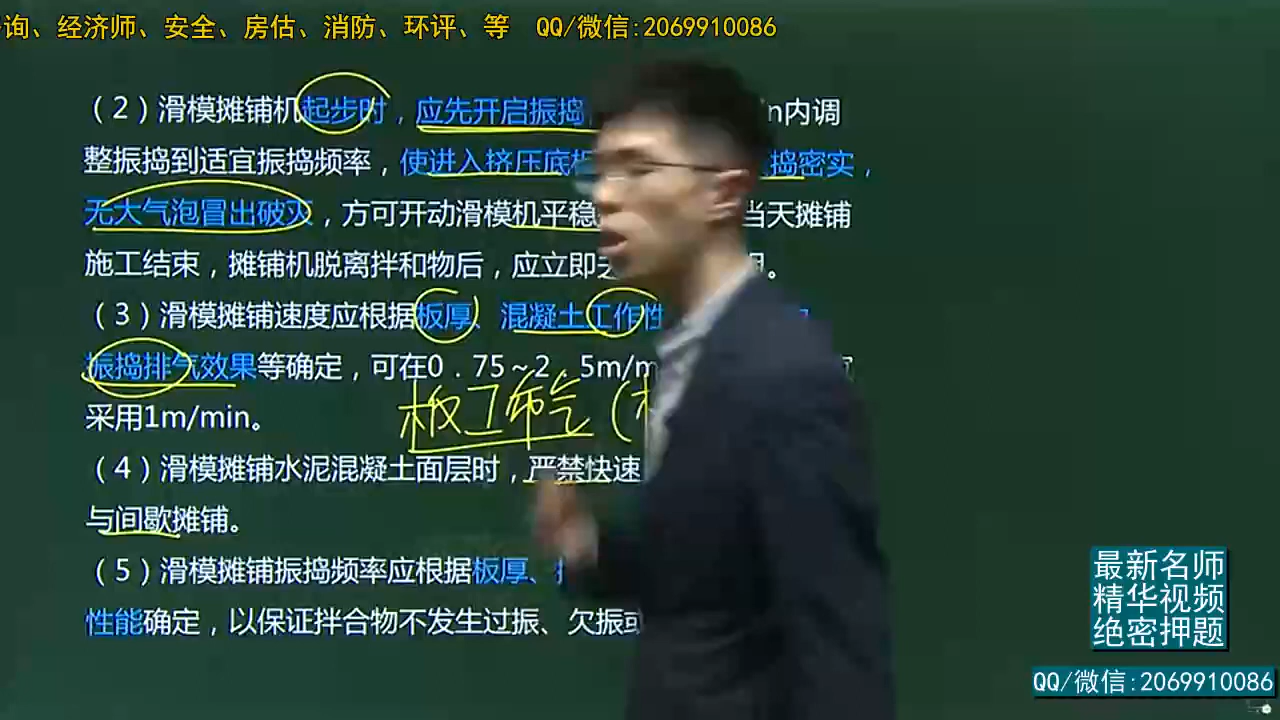 询、经济师、安全、房估、消防、环评、等 QQ/微信:2069910086
（2）滑模摊铺机起步时，应先开启振捣 n内调
整振捣到适宜振捣频率，使进入挤压底 捣密实，
无大气泡冒出破灭，方可开动滑模机平稳 当天摊铺
施工结束，摊铺机脱离拌和物后，应立即
（3）滑模摊铺速度应根据板厚、混凝土工作性
振捣排气效果等确定，可在0．75~2．5m/m
采用1m/min。
板工布气（
（4）滑模摊铺水泥混凝土面层时，严禁快速
与间歇摊铺。
（5）滑模摊铺振捣频率应根据板厚、
性能确定，以保证拌合物不发生过振、欠振或
最新名师
精华视频
绝密押题
QQ/微信:2069910086